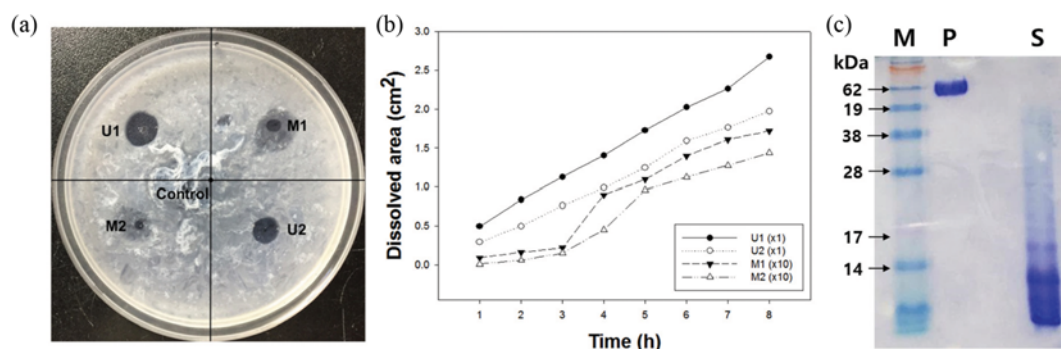 (a)
U1
M1
Control
M2
U2
(b)
Dissolved area (cm2)
3.0
2.5
2.0
1.5
1.0
0.5
0.0
1 2 3 4 5 6 7 8
Time (h)
U1 (x1)
U2 (x1)
M1 (x10)
M2 (x10)
(c)
M P S
kDa
62
19
38
28
17
14